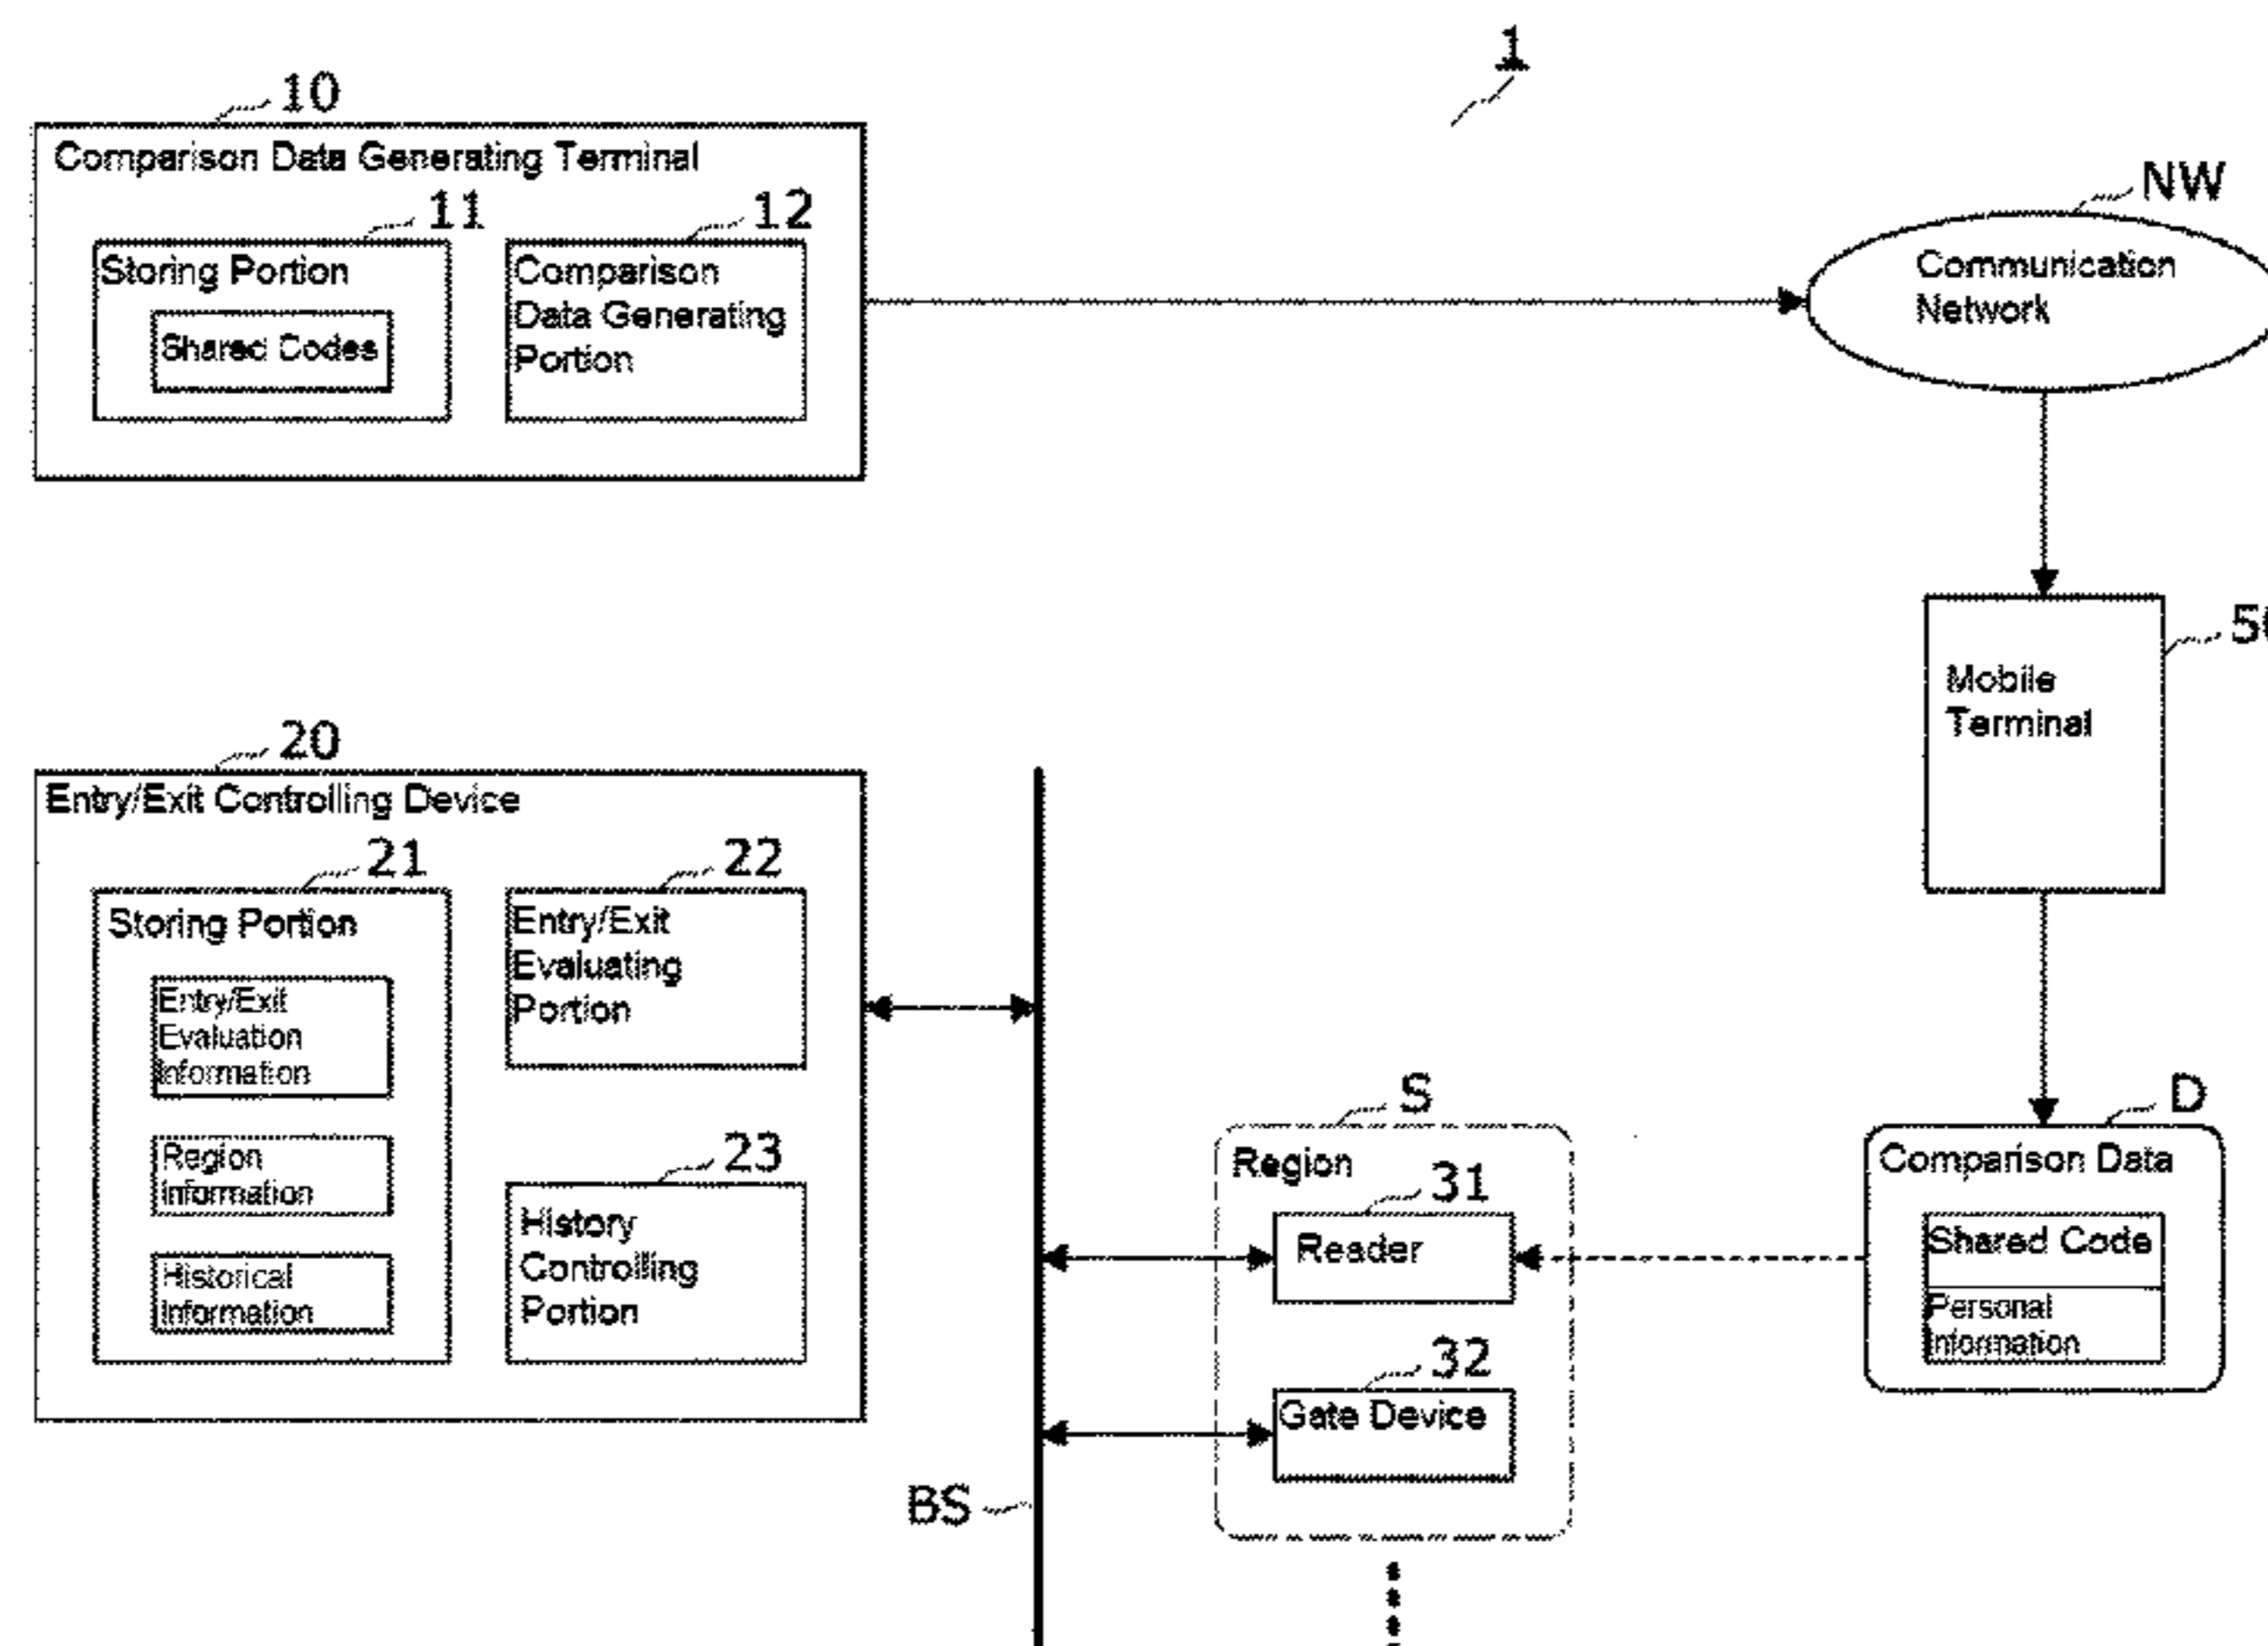 1
10
Comparison Data Generating Terminal
11
12
Storing Portion
Shared Codes
Comparison
Data Generating
Portion
NW
Communication
Network
Mobile
Terminal
20
Entry/Exit Controlling Device
21
22
Storing Portion
Entry/Exit
Evaluation
Information
Region
Information
Historical
Information
Entry/Exit
Evaluating
Portion
23
History
Controlling
Portion
BS
S
Region
31
Reader
32
Gate Device
D
Comparison Data
Shared Code
Personal
Information